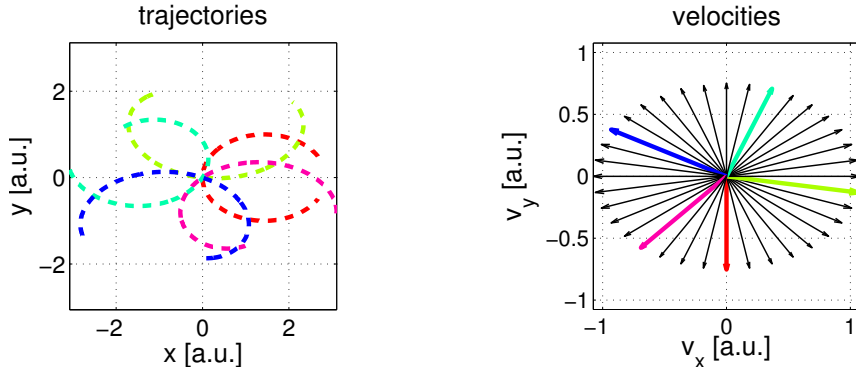 trajectories
y [a.u.]
2
0
−2
−2
0
2
x [a.u.]
velocities
v_y [a.u.]
1
0.5
0
−0.5
−1
−1
0
1
v_x [a.u.]